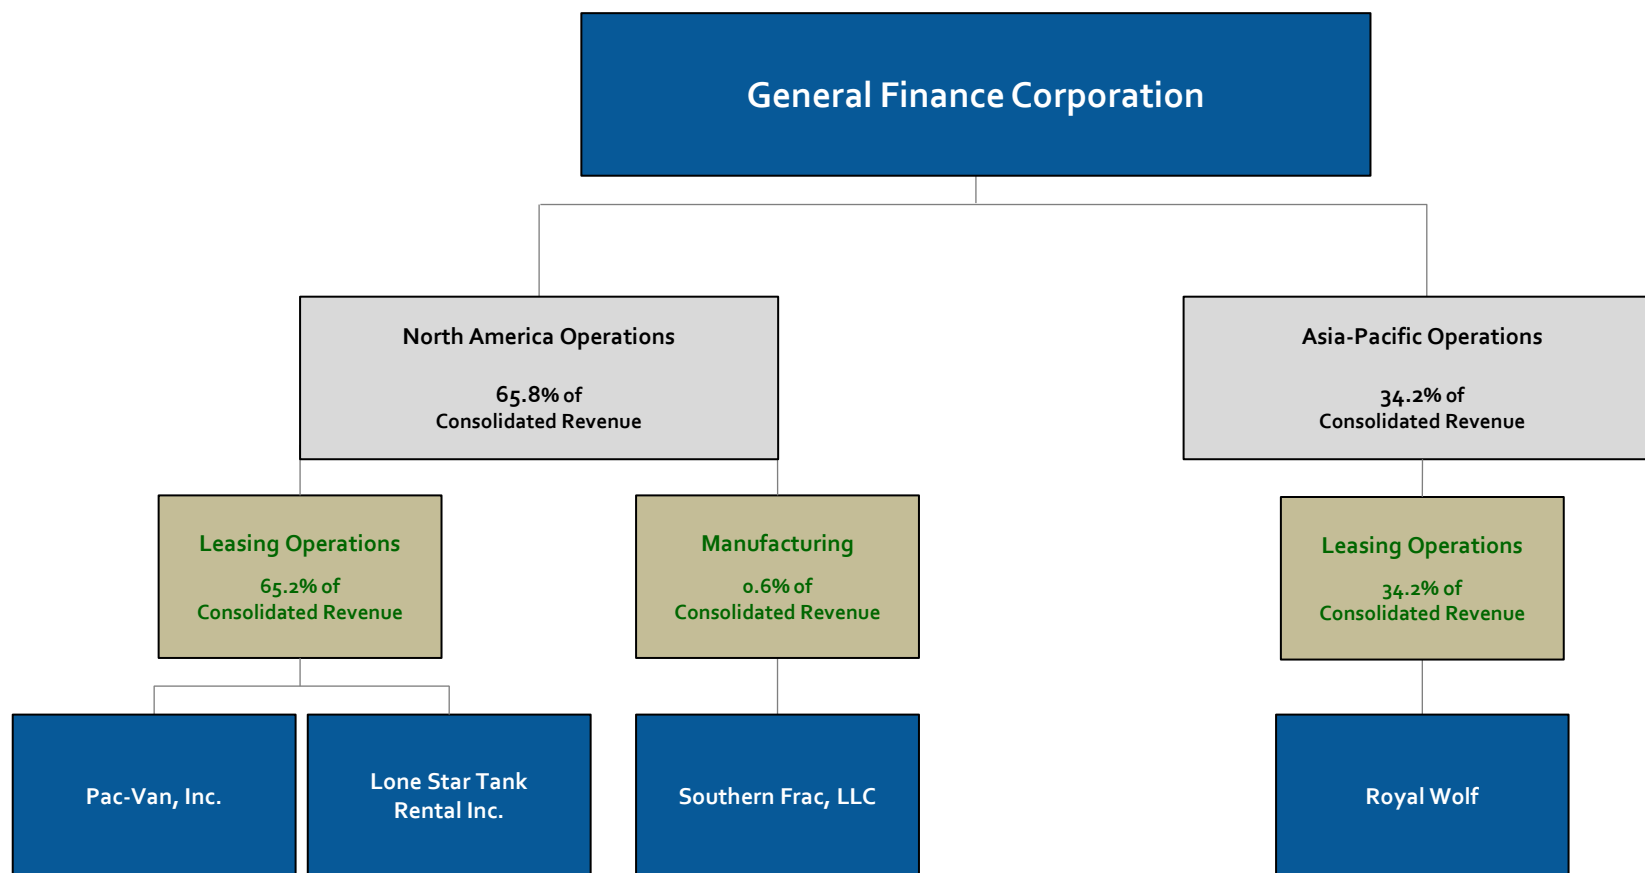 General Finance Corporation
North America Operations
65.8% of
Consolidated Revenue
Asia-Pacific Operations
34.2% of
Consolidated Revenue
Leasing Operations
65.2% of
Consolidated Revenue
Manufacturing
0.6% of
Consolidated Revenue
Leasing Operations
34.2% of
Consolidated Revenue
Pac-Van, Inc.
Lone Star Tank
Rental Inc.
Southern Frac, LLC
Royal Wolf